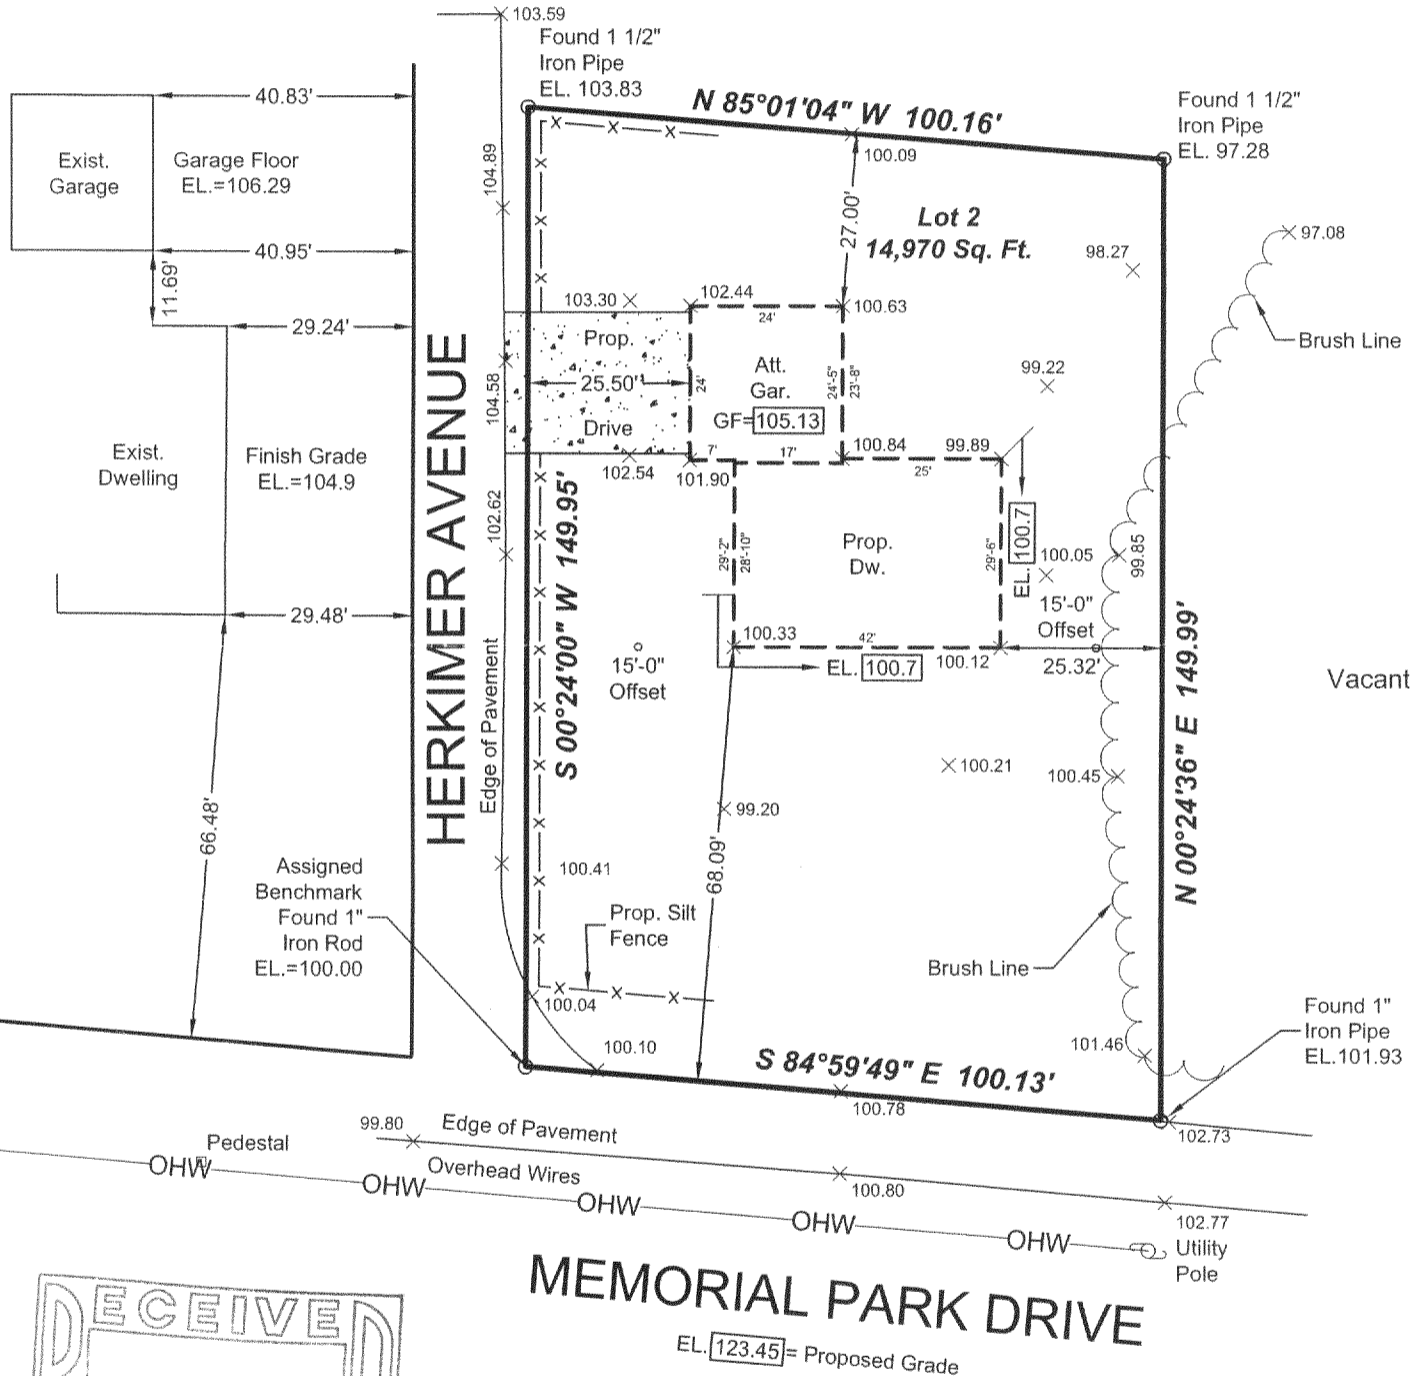 103.59
Found 1 1/2"
Iron Pipe
EL. 103.83
N 85°01'04" W 100.16'
Found 1 1/2"
Iron Pipe
EL. 97.28
40.83'
Exist.
Garage
Garage Floor
EL.=106.29
40.95'
11.69'
29.24'
104.89
100.09
27.00'
Lot 2
14,970 Sq. Ft.
98.27
97.08
Brush Line
103.30
102.44
100.63
24'
Prop.
25.50'
Drive
24'
Att.
Gar.
GF=105.13
24'-5"
23'-8"
99.22
104.58
HERKIMER AVENUE
Exist.
Dwelling
Finish Grade
EL.=104.9
102.54
101.90
7'
17'
100.84
99.89
25'
102.62
S 00°24'00" W 149.95'
29'-2"
28'-10"
Prop.
Dw.
29'-6"
EL. 100.7
100.05
99.85
15'-0"
Offset
29.48'
100.33
42'
100.12
25.32'
15'-0"
Offset
EL. 100.7
N 00°24'36" E 149.99'
Vacant
Edge of Pavement
66.48'
100.21
100.45
99.20
68.09'
Assigned
Benchmark
Found 1"
Iron Rod
EL.=100.00
100.41
Prop. Silt
Fence
Brush Line
100.04
100.10
101.46
Found 1"
Iron Pipe
EL.101.93
S 84°59'49" E 100.13'
100.78
102.73
99.80
Edge of Pavement
Pedestal
Overhead Wires
100.80
OHW OHW OHW OHW OHW
102.77
Utility
Pole
MEMORIAL PARK DRIVE
EL. 123.45 = Proposed Grade
RECEIVED